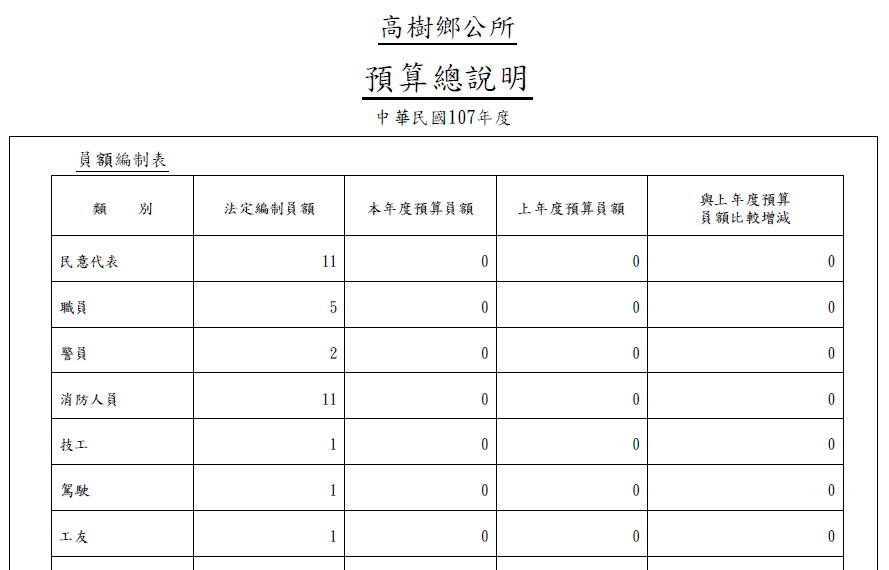 高樹鄉公所
預算總說明
中華民國107年度
員額編制表
類 別 法定編制員額 本年度預算員額 上年度預算員額 與上年度預算
員額比較增減
民意代表 11 0 0 0
職員 5 0 0 0
警員 2 0 0 0
消防人員 11 0 0 0
技工 1 0 0 0
駕駛 1 0 0 0
工友 1 0 0 0